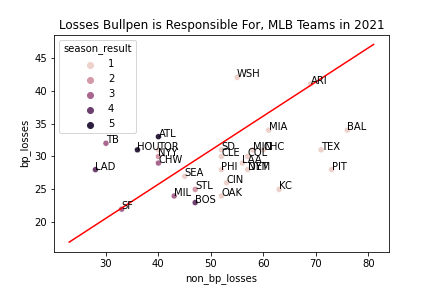 Losses Bullpen is Responsible For, MLB Teams in 2021
season_result
1
2
3
4
5
WSH
ARI
BAL
MIA
ATL
TB
HOU
TOR
SD
MIN
CHC
TEX
NYY
CLE
COL
CHW
LAA
LAD
PHI
DET
NYM
PIT
SEA
CIN
STL
KC
MIL
OAK
BOS
SF
45
40
35
30
25
20
bp_losses
30
40
50
60
70
80
non_bp_losses